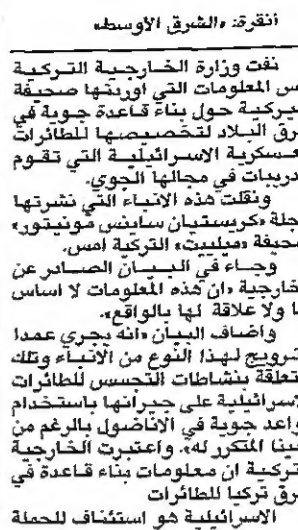 أنقرة: «الشرق الأوسط»
نفت وزارة الخارجية التركية
س المعلومات التي اوردتها صحيفة
يركية حول بناء قاعدة جوية في
رق البلاد لتخصيصها للطائرات
عسكرية الاسرائيلية التي تقوم
دريبات في مجالها الجوي.
ونقلت هذه الانباء التي نشرتها
جلة «كريستيان ساينس مونيتور»
حيفة «ميلييت» التركية امس.
وجاء في البيان الصادر عن
خارجية «ان هذه المعلومات لا اساس
ا ولا علاقة لها بالواقع».
واضاف البيان «انه يجري عمدا
ترويج لهذا النوع من الانباء وتلك
تعلقة بنشاطات التجسس للطائرات
اسرائيلية على جيرانها باستخدام
واعد جوية في الاناضول بالرغم من
فينا المتكرر له». واعتبرت الخارجية
تركية ان معلومات بناء قاعدة في
رق تركيا للطائرات
الاسرائيلية هو استئناف للحملة